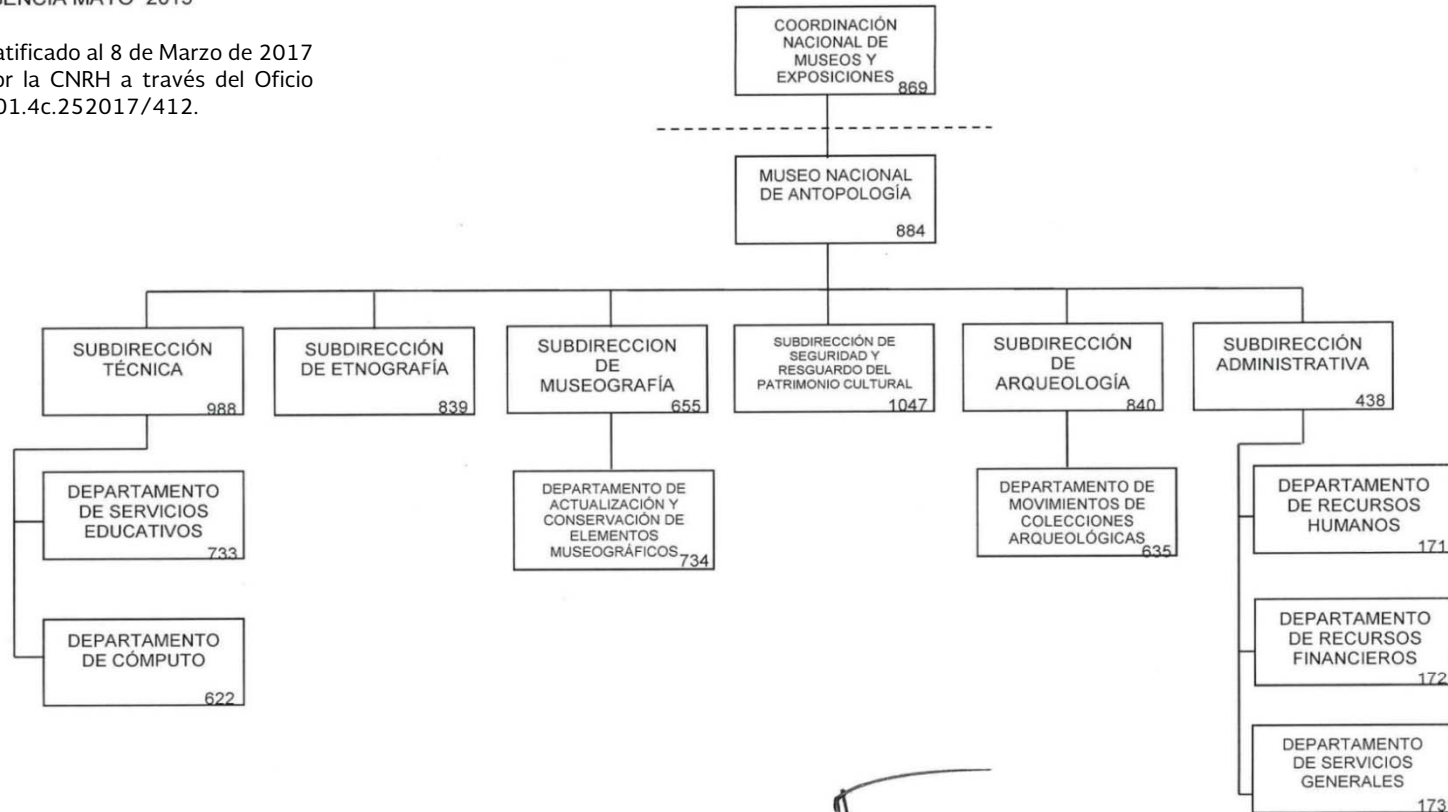 MAYO 2015
atificado al 8 de Marzo de 2017
or la CNRH a través del Oficio
01.4c.252017/412.
COORDINACIÓN
NACIONAL DE
MUSEOS Y
EXPOSICIONES
869
MUSEO NACIONAL
DE ANTOPOLOGÍA
884
SUBDIRECCIÓN
TÉCNICA
988
SUBDIRECCIÓN
DE ETNOGRAFÍA
839
SUBDIRECCION
DE
MUSEOGRAFÍA
655
SUBDIRECCIÓN DE
SEGURIDAD Y
RESGUARDO DEL
PATRIMONIO CULTURAL
1047
SUBDIRECCIÓN
DE
ARQUEOLOGÍA
840
SUBDIRECCIÓN
ADMINISTRATIVA
438
DEPARTAMENTO
DE SERVICIOS
EDUCATIVOS
733
DEPARTAMENTO DE
ACTUALIZACIÓN Y
CONSERVACIÓN DE
ELEMENTOS
MUSEOGRÁFICOS
734
DEPARTAMENTO DE
MOVIMIENTOS DE
COLECCIONES
ARQUEOLÓGICAS
635
DEPARTAMENTO
DE RECURSOS
HUMANOS
171
DEPARTAMENTO
DE CÓMPUTO
622
DEPARTAMENTO
DE RECURSOS
FINANCIEROS
172
DEPARTAMENTO
DE SERVICIOS
GENERALES
173